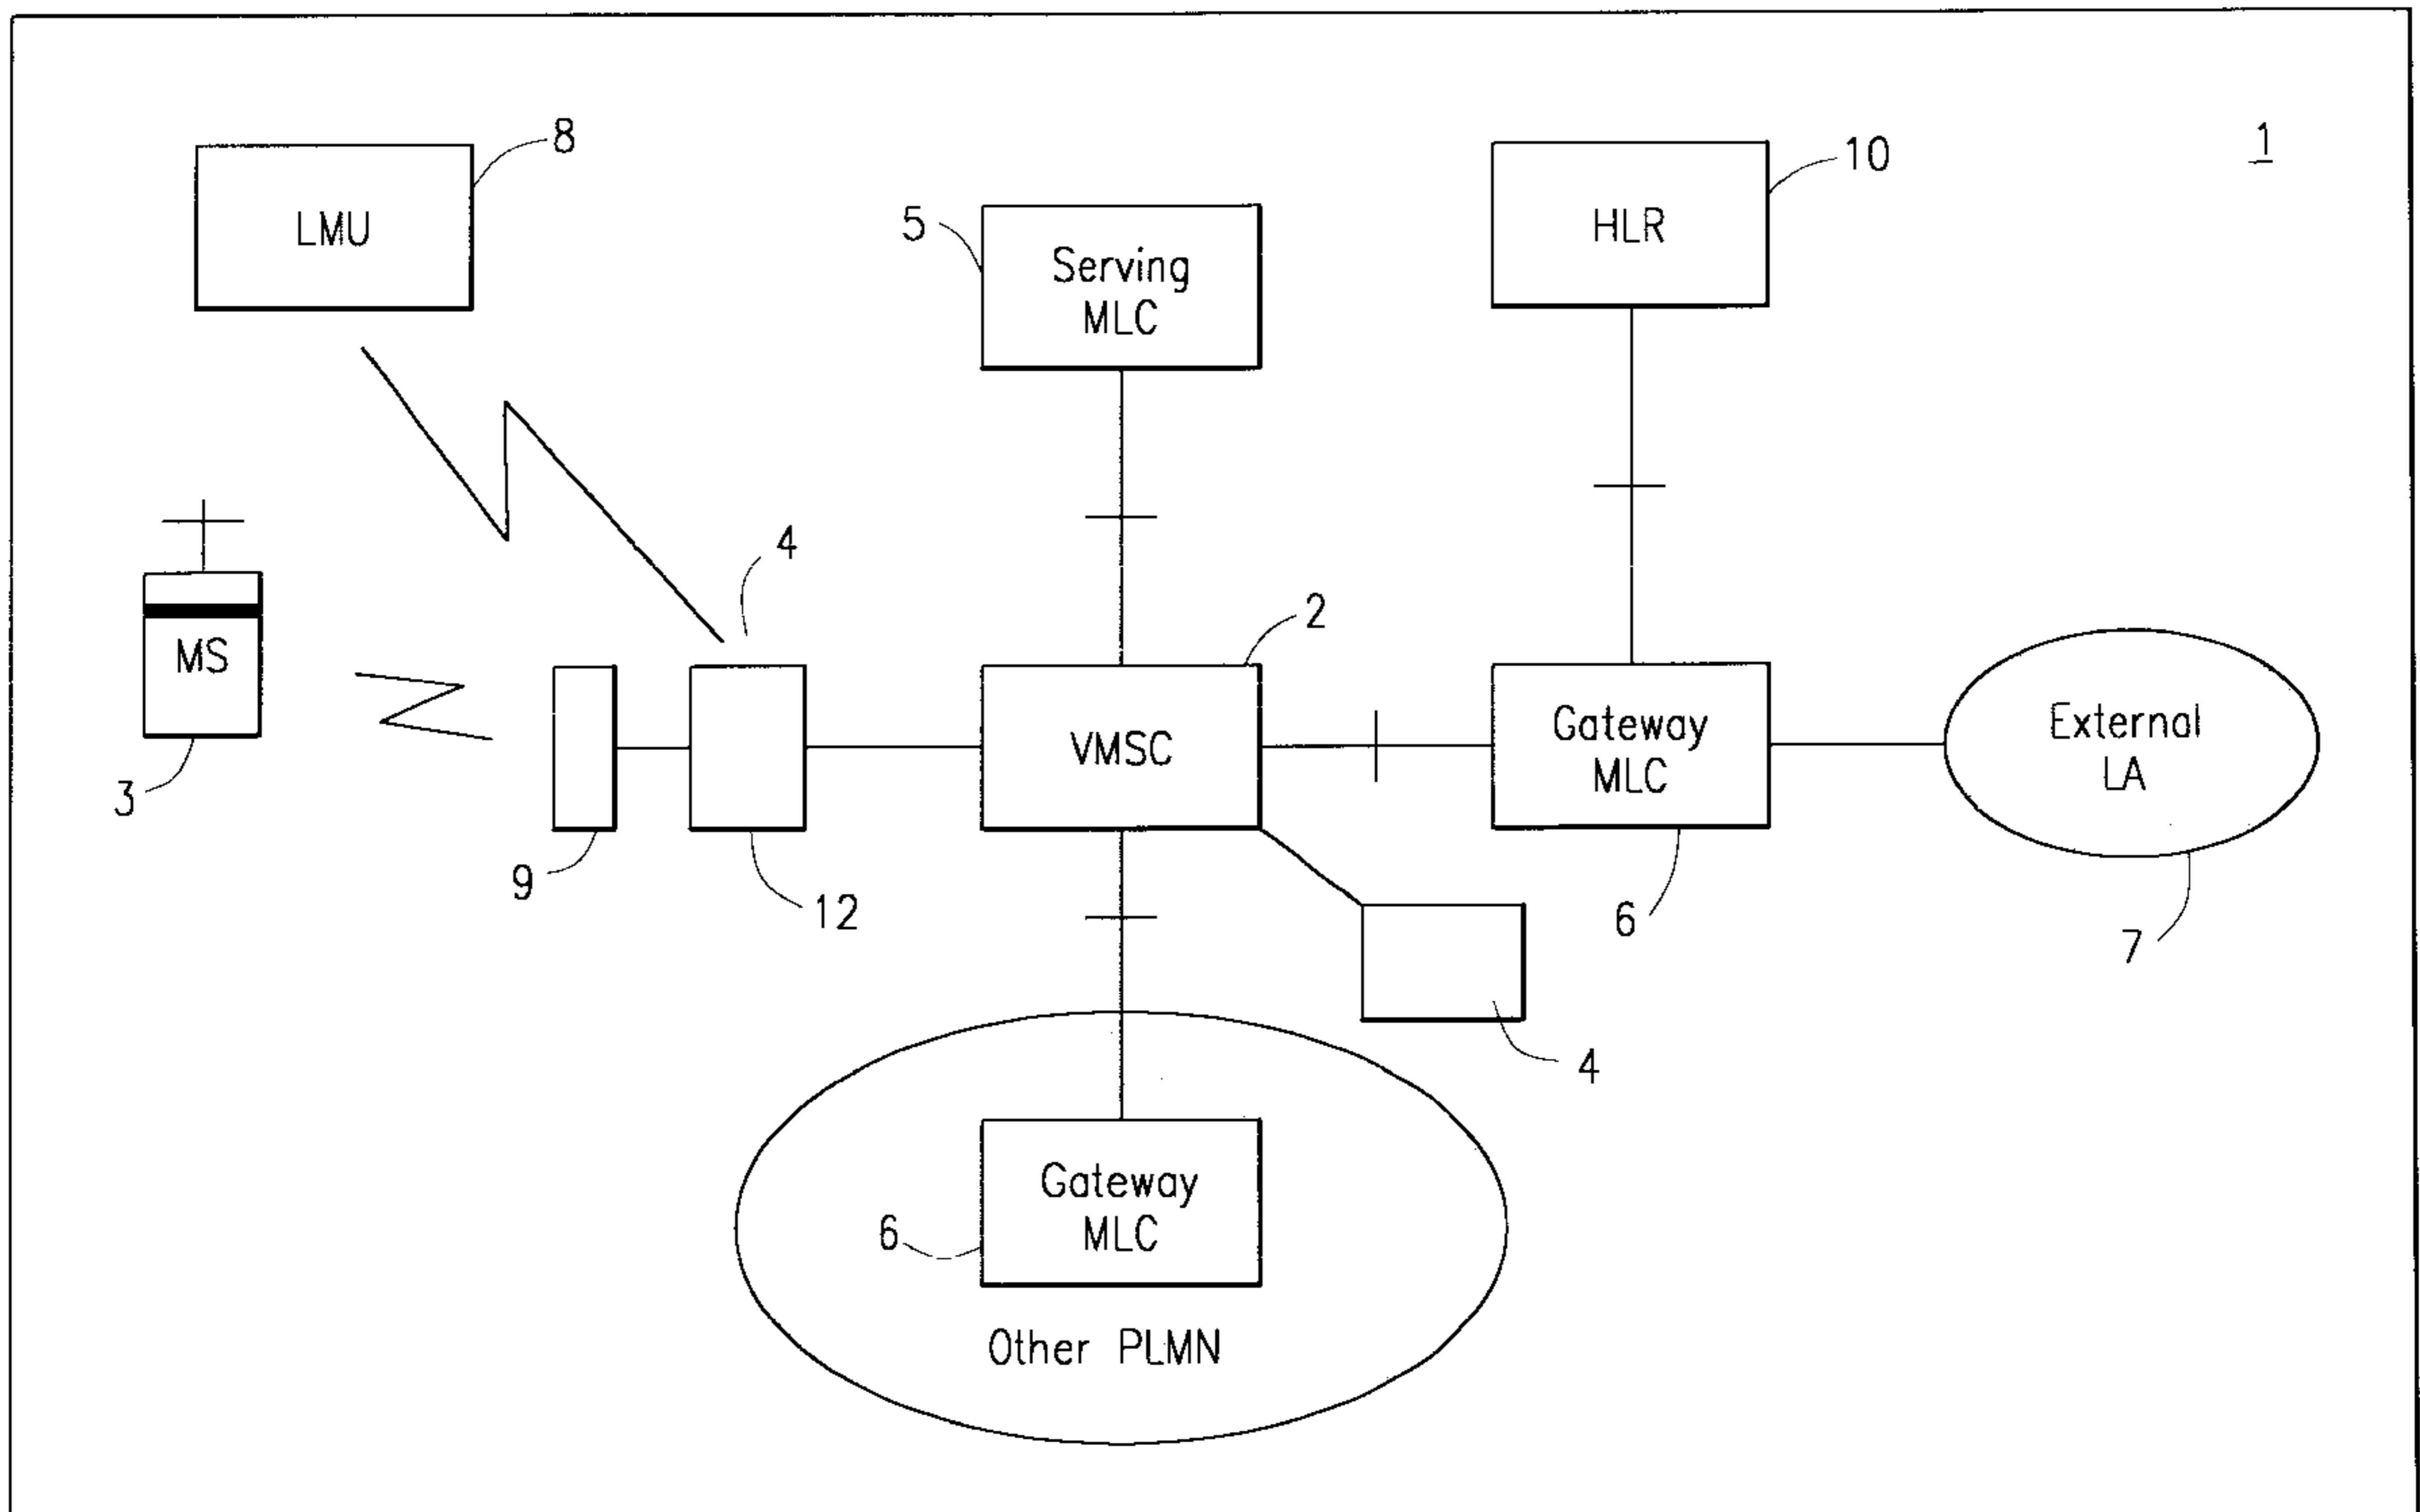 1
8
LMU
10
HLR
5
Serving
MLC
4
2
MS
3
9
12
VMSC
Gateway
MLC
6
External
LA
7
4
Gateway
MLC
6
Other PLMN